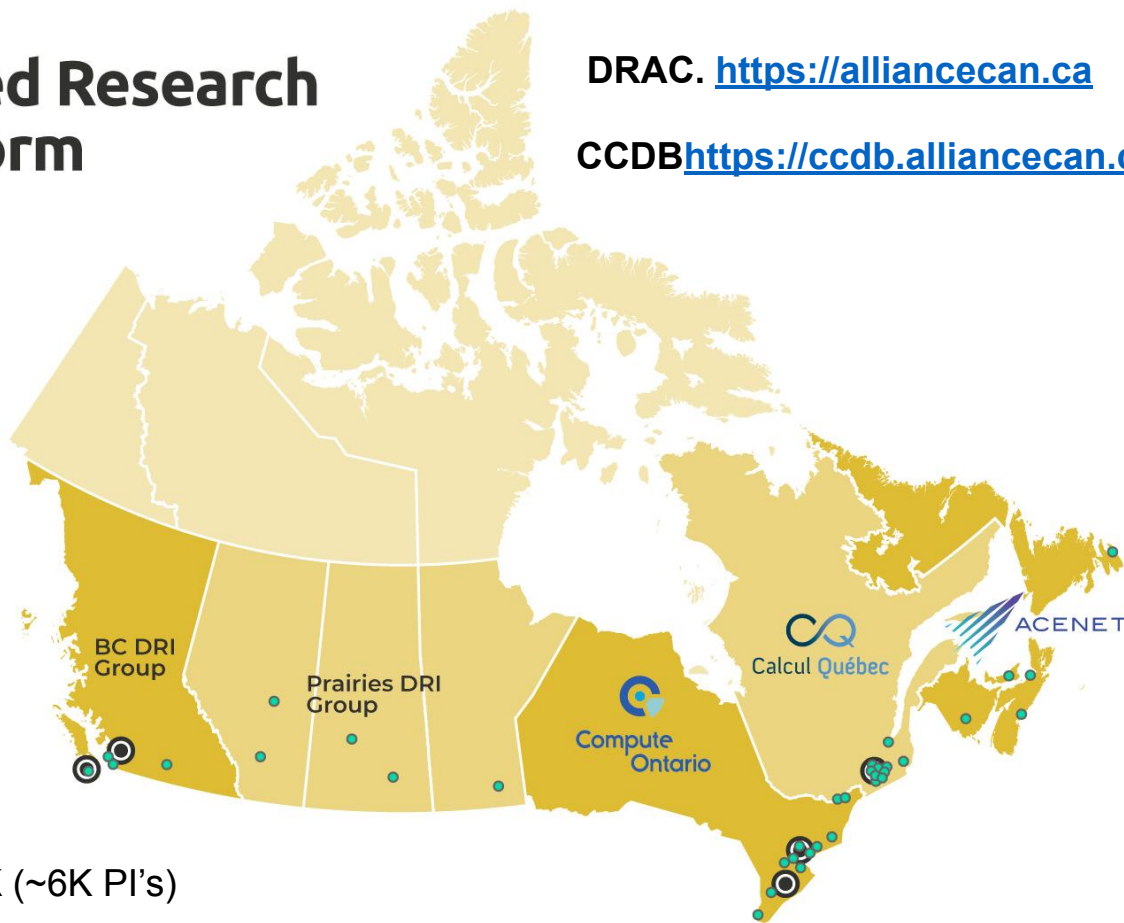 ed Research
orm
DRAC. https://alliancecan.ca
CCDBhttps://ccdb.alliancecan.c
BC DRI
Group
Prairies DRI
Group
Compute
Ontario
CQ
Calcul Québec
ACENET
(~6K PI's)